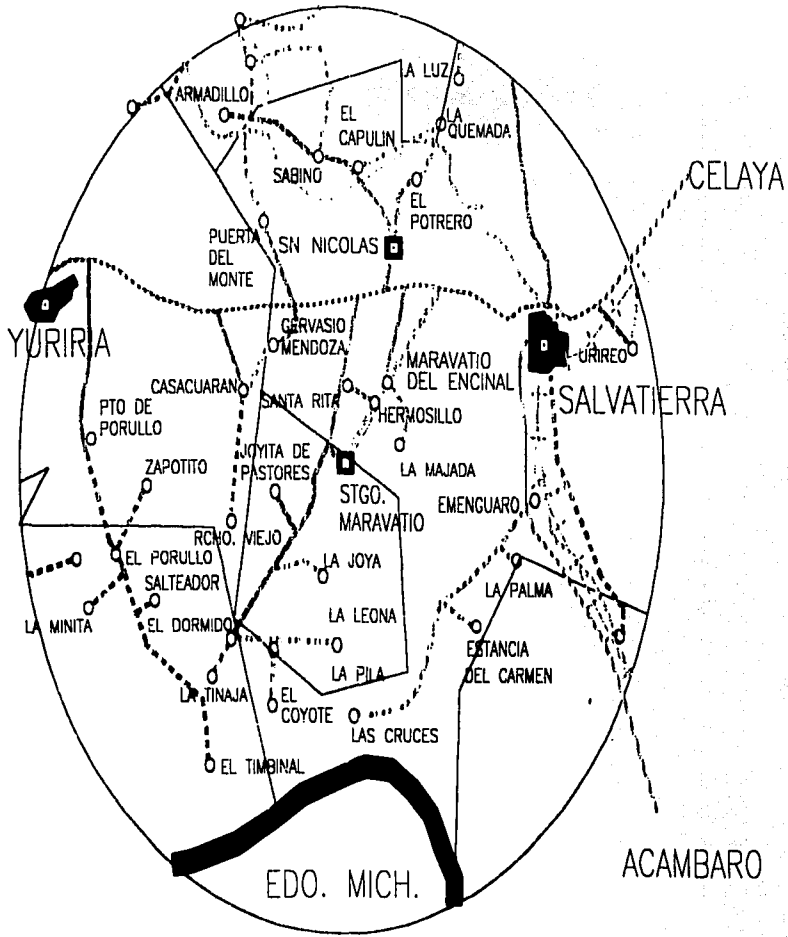 LA LUZ
ARMADILLO
EL
CAPULIN
LA
QUEMADA
SABINO
CELAYA
EL
POTRERO
PUERTA
DEL
MONTE
SN NICOLAS
YURIRIA
GERVASIO
MENDOZA
URIREO
MARAVATIO
DEL ENCINAL
CASACUARAN
SANTA RITA
SALVATIERRA
PTO DE
PORULLO
HERMOSILLO
JOYITA DE
PASTORES
LA MAJADA
ZAPOTITO
STGO.
MARAVATIO
EMENGUARO
RCHO. VIEJO
EL PORULLO
LA JOYA
SALTEADOR
LA PALMA
LA MINITA
EL DORMIDO
LA LEONA
ESTANCIA
DEL CARMEN
LA PILA
LA TINAJA
EL
COYOTE
LAS CRUCES
EL TIMBINAL
EDO. MICH.
ACAMBARO